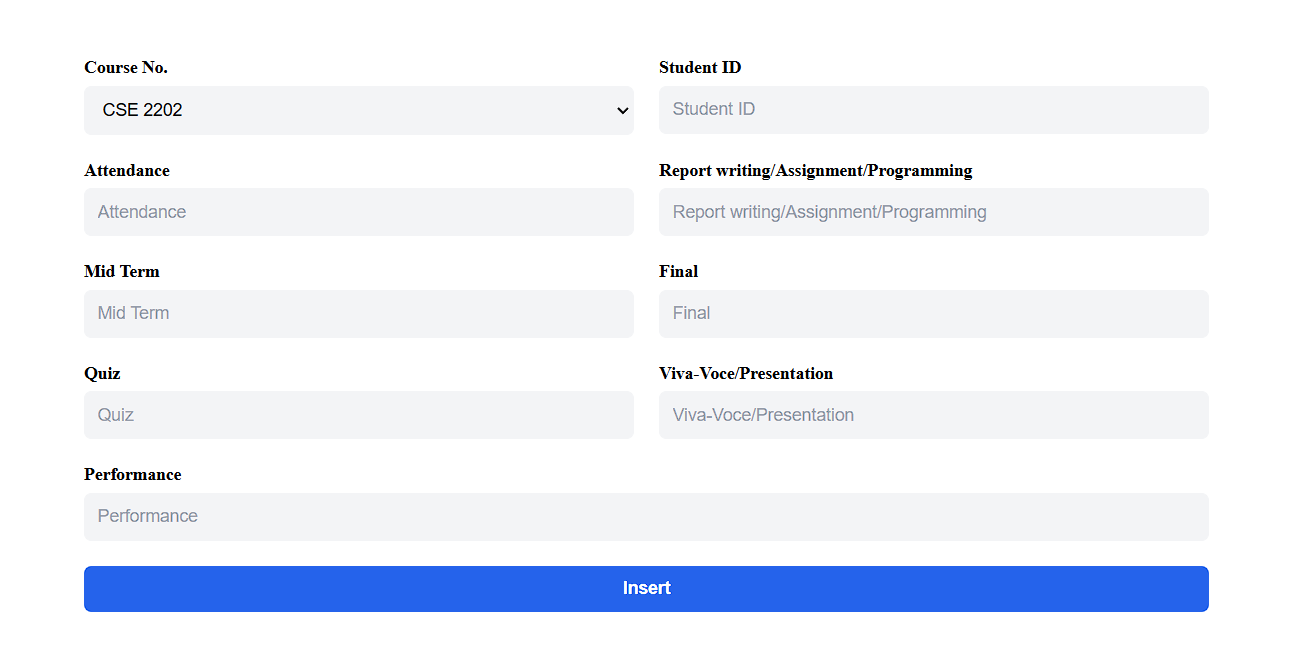 Course No.
Student ID
CSE 2202
Student ID
Attendance
Report writing/Assignment/Programming
Attendance
Report writing/Assignment/Programming
Mid Term
Final
Mid Term
Final
Quiz
Viva-Voce/Presentation
Quiz
Viva-Voce/Presentation
Performance
Performance
Insert